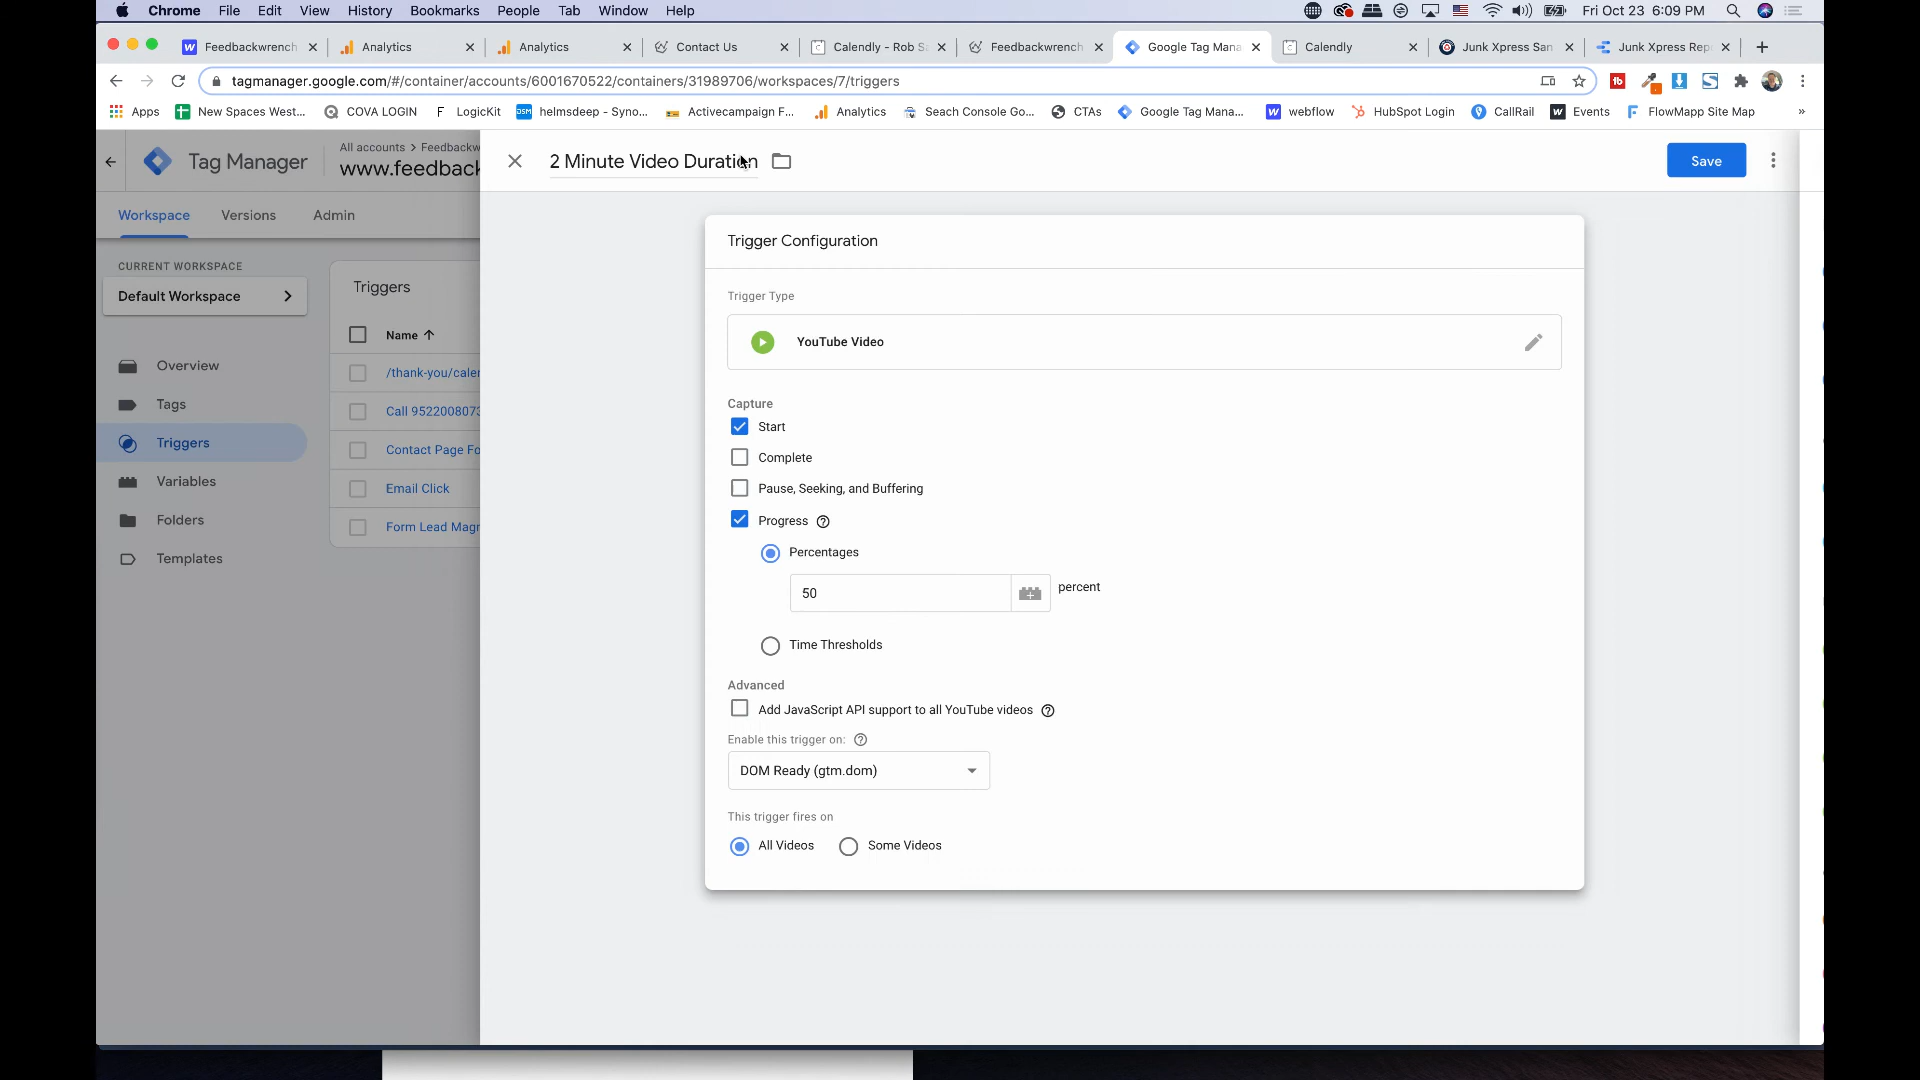 Chrome File Edit View History Bookmarks People Tab Window Help Fri Oct 23 6:09 PM
Feedbackwrench Analytics Analytics Contact Us Calendly - Rob S Feedbackwrench Google Tag Mana Calendly Junk Xpress San Junk Xpress Rep
tagmanager.google.com/#/container/accounts/6001670522/containers/31989706/workspaces/7/triggers
Apps New Spaces West... COVA LOGIN LogicKit helmsdeep - Syno... Activecampaign F... Analytics Seach Console Go... CTAs Google Tag Mana... webflow HubSpot Login CallRail Events FlowMapp Site Map »
Tag Manager
All accounts > Feedbackw
www.feedback
2 Minute Video Duration
Save
Workspace Versions Admin
CURRENT WORKSPACE
Default Workspace
Overview
Tags
Triggers
Variables
Folders
Templates
Triggers
Name
/thank-you/cale
Call 952200807
Contact Page Fo
Email Click
Form Lead Magr
Trigger Configuration
Trigger Type
YouTube Video
Capture
Start
Complete
Pause, Seeking, and Buffering
Progress
Percentages
50 percent
Time Thresholds
Advanced
Add JavaScript API support to all YouTube videos
Enable this trigger on:
DOM Ready (gtm.dom)
This trigger fires on
All Videos Some Videos